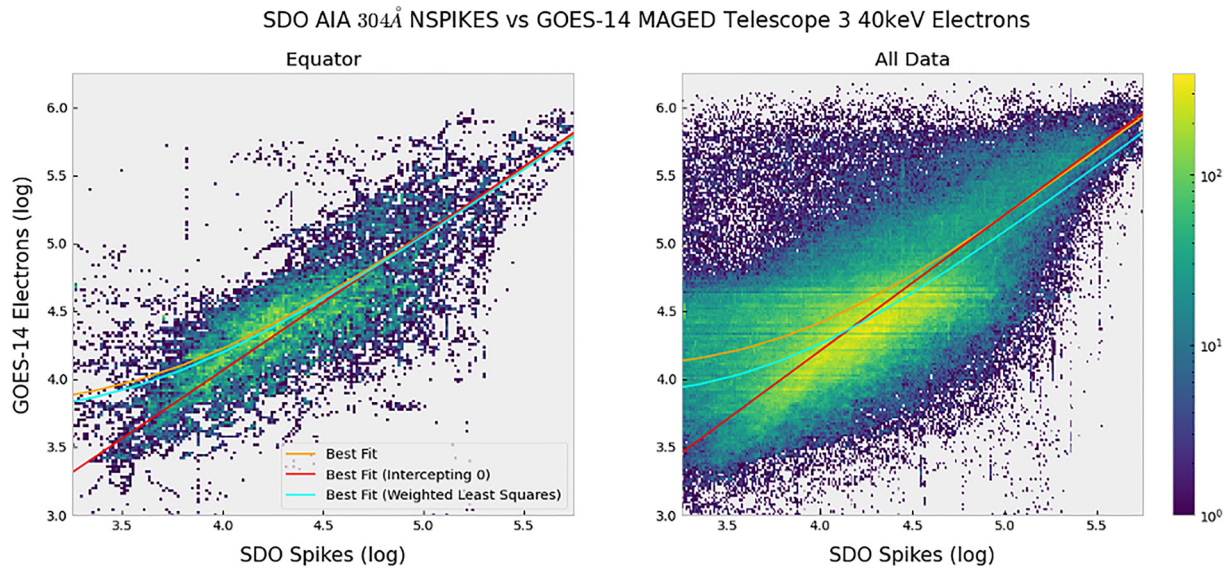 SDO AIA 304Å NSPIKES vs GOES-14 MAGED Telescope 3 40keV Electrons
Equator
All Data
GOES-14 Electrons (log)
6.0
5.5
5.0
4.5
4.0
3.5
3.0
3.5 4.0 4.5 5.0 5.5
SDO Spikes (log)
Best Fit
Best Fit (Intercepting 0)
Best Fit (Weighted Least Squares)
6.0
5.5
5.0
4.5
4.0
3.5
3.0
3.5 4.0 4.5 5.0 5.5
SDO Spikes (log)
10²
10¹
10⁰